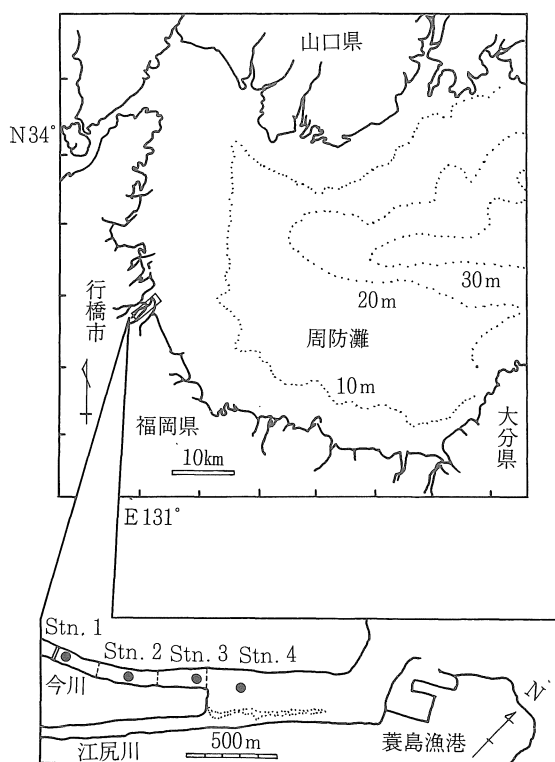 山口県
N34°
30m
20m
行橋市
周防灘
10m
福岡県
大分県
10km
E131°
Stn. 1
Stn. 2
Stn. 3
Stn. 4
今川
N
江尻川
500m
蓑島漁港